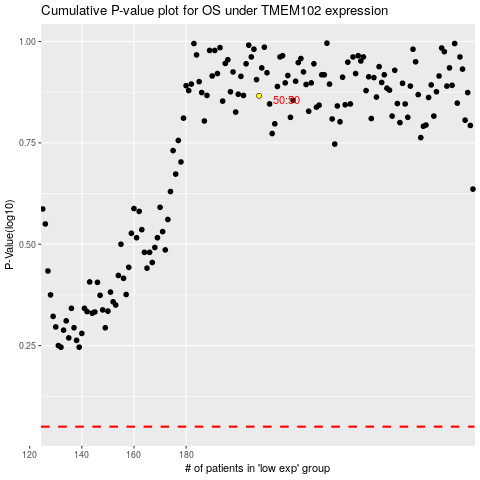 Cumulative P-value plot for OS under TMEM102 expression
P-Value(log10)
1.00
0.75
0.50
0.25
50:50
120 140 160 180
# of patients in 'low exp' group